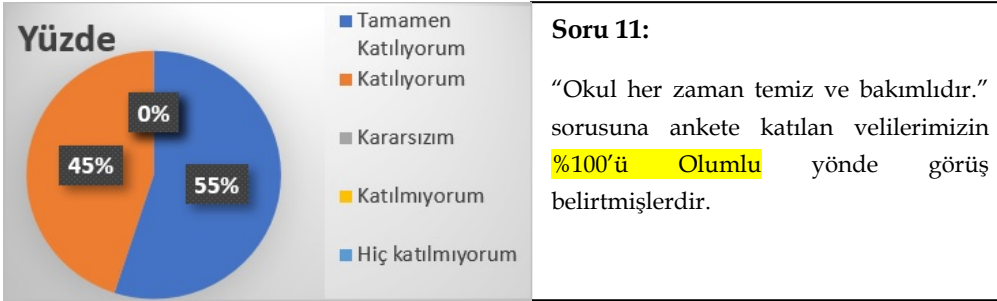 Yüzde
0%
45%
55%
Tamamen
Katılıyorum
Katılıyorum
Kararsızım
Katılmıyorum
Hiç katılmıyorum
Soru 11:
“Okul her zaman temiz ve bakımlıdır.”
sorusuna ankete katılan velilerimizin
%100’ü Olumlu yönde görüş
belirtmişlerdir.